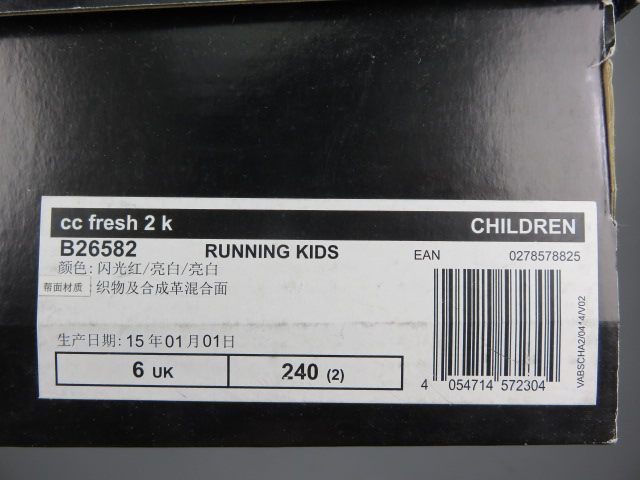 cc fresh 2 k CHILDREN
B26582 RUNNING KIDS EAN 0278578825
颜色: 闪光红/亮白/亮白
帮面材质 织物及合成革混合面
生产日期: 15 年 01 月 01日
6 UK 240 (2)
4 054714 572304
VABSCHA2/0414/V02